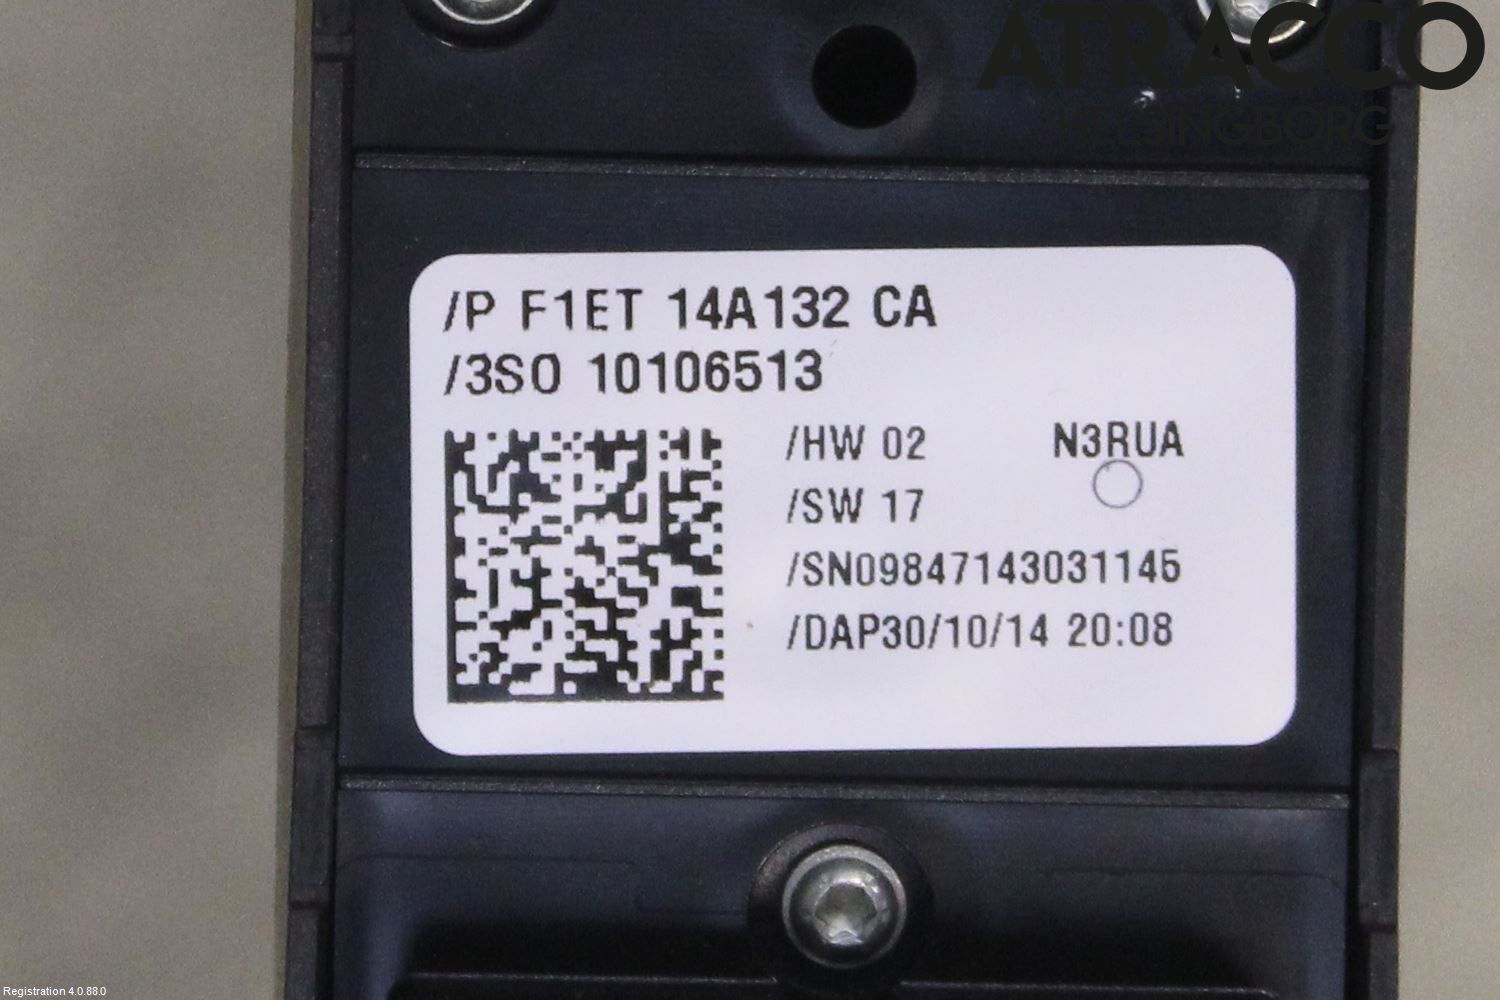 ATRACCO
HELSINGBORG
/P F1ET 14A132 CA
/3SO 10106513
/HW 02 N3RUA
/SW 17
/SN09847143031145
/DAP30/10/14 20:08
Registration 4.0.88.0